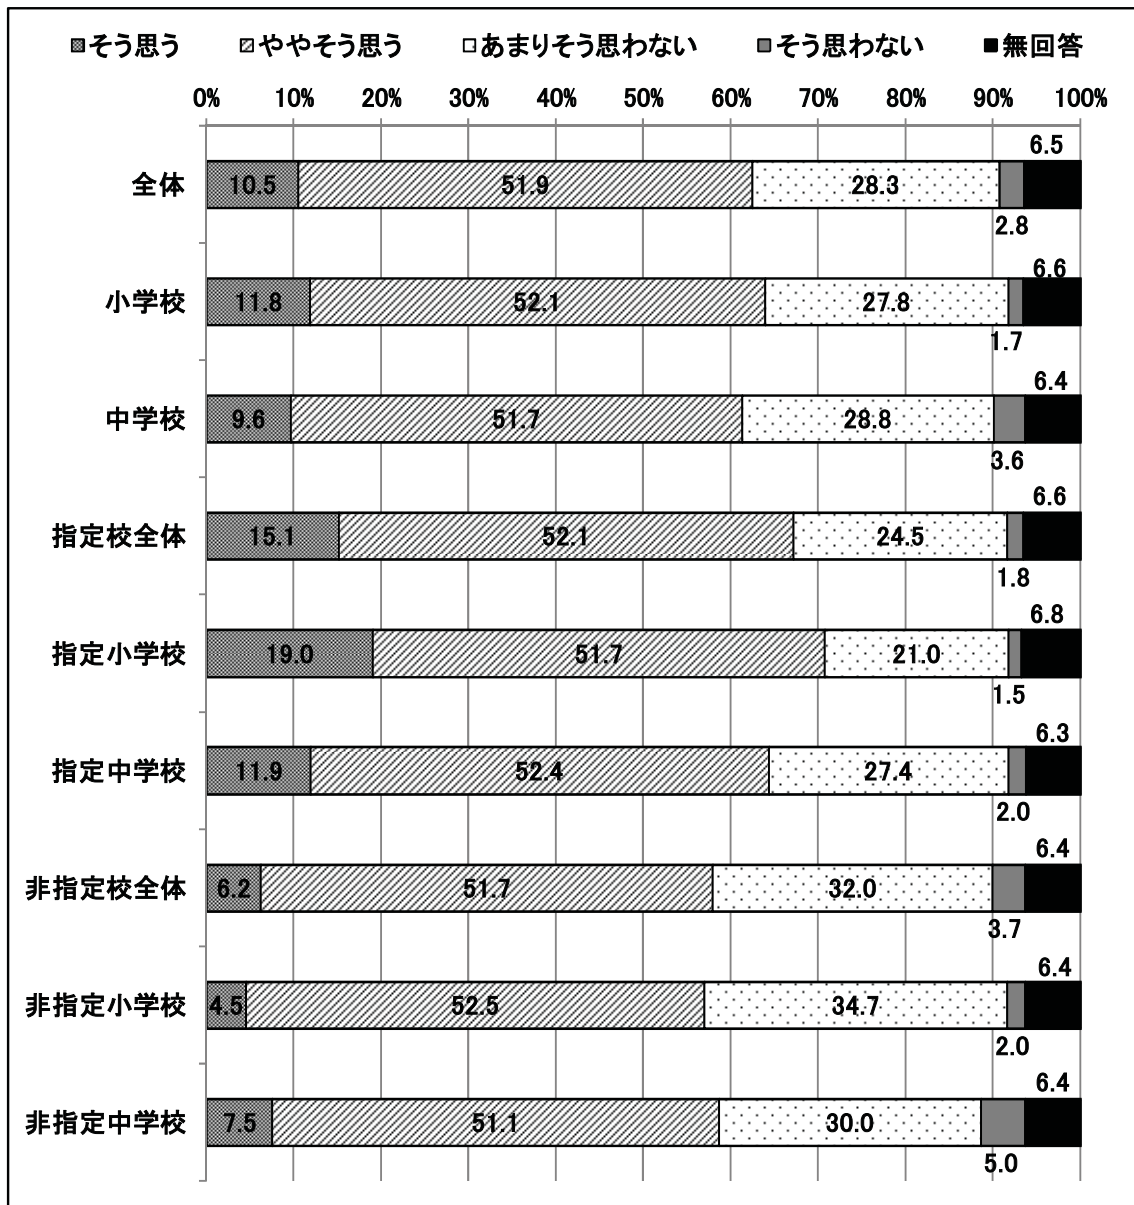 そう思う ややそう思う あまりそう思わない そう思わない 無回答
0% 10% 20% 30% 40% 50% 60% 70% 80% 90% 100%
6.5
全体 10.5 51.9 28.3
2.8
6.6
小学校 11.8 52.1 27.8
1.7
6.4
中学校 9.6 51.7 28.8
3.6
6.6
指定校全体 15.1 52.1 24.5
1.8
6.8
指定小学校 19.0 51.7 21.0
1.5
6.3
指定中学校 11.9 52.4 27.4
2.0
6.4
非指定校全体 6.2 51.7 32.0
3.7
6.4
非指定小学校 4.5 52.5 34.7
2.0
6.4
非指定中学校 7.5 51.1 30.0
5.0